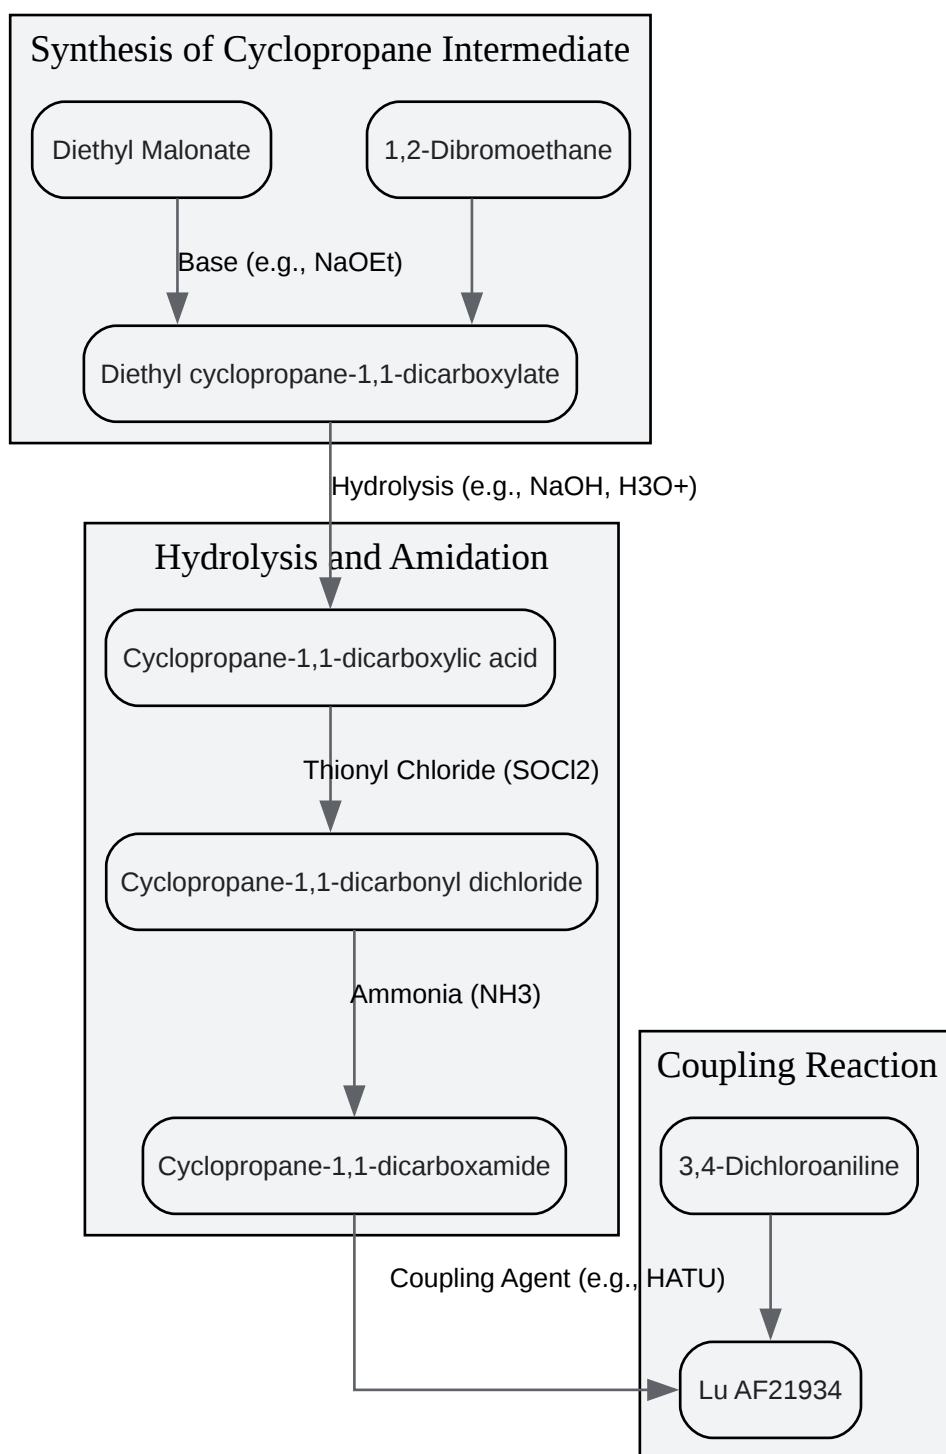 Synthesis of Cyclopropane Intermediate
Diethyl Malonate
1,2-Dibromoethane
Base (e.g., NaOEt)
Diethyl cyclopropane-1,1-dicarboxylate
Hydrolysis (e.g., NaOH, H3O+)
Hydrolysis and Amidation
Cyclopropane-1,1-dicarboxylic acid
Thionyl Chloride (SOCl2)
Cyclopropane-1,1-dicarbonyl dichloride
Ammonia (NH3)
Coupling Reaction
Cyclopropane-1,1-dicarboxamide
3,4-Dichloroaniline
Coupling Agent (e.g., HATU)
Lu AF21934